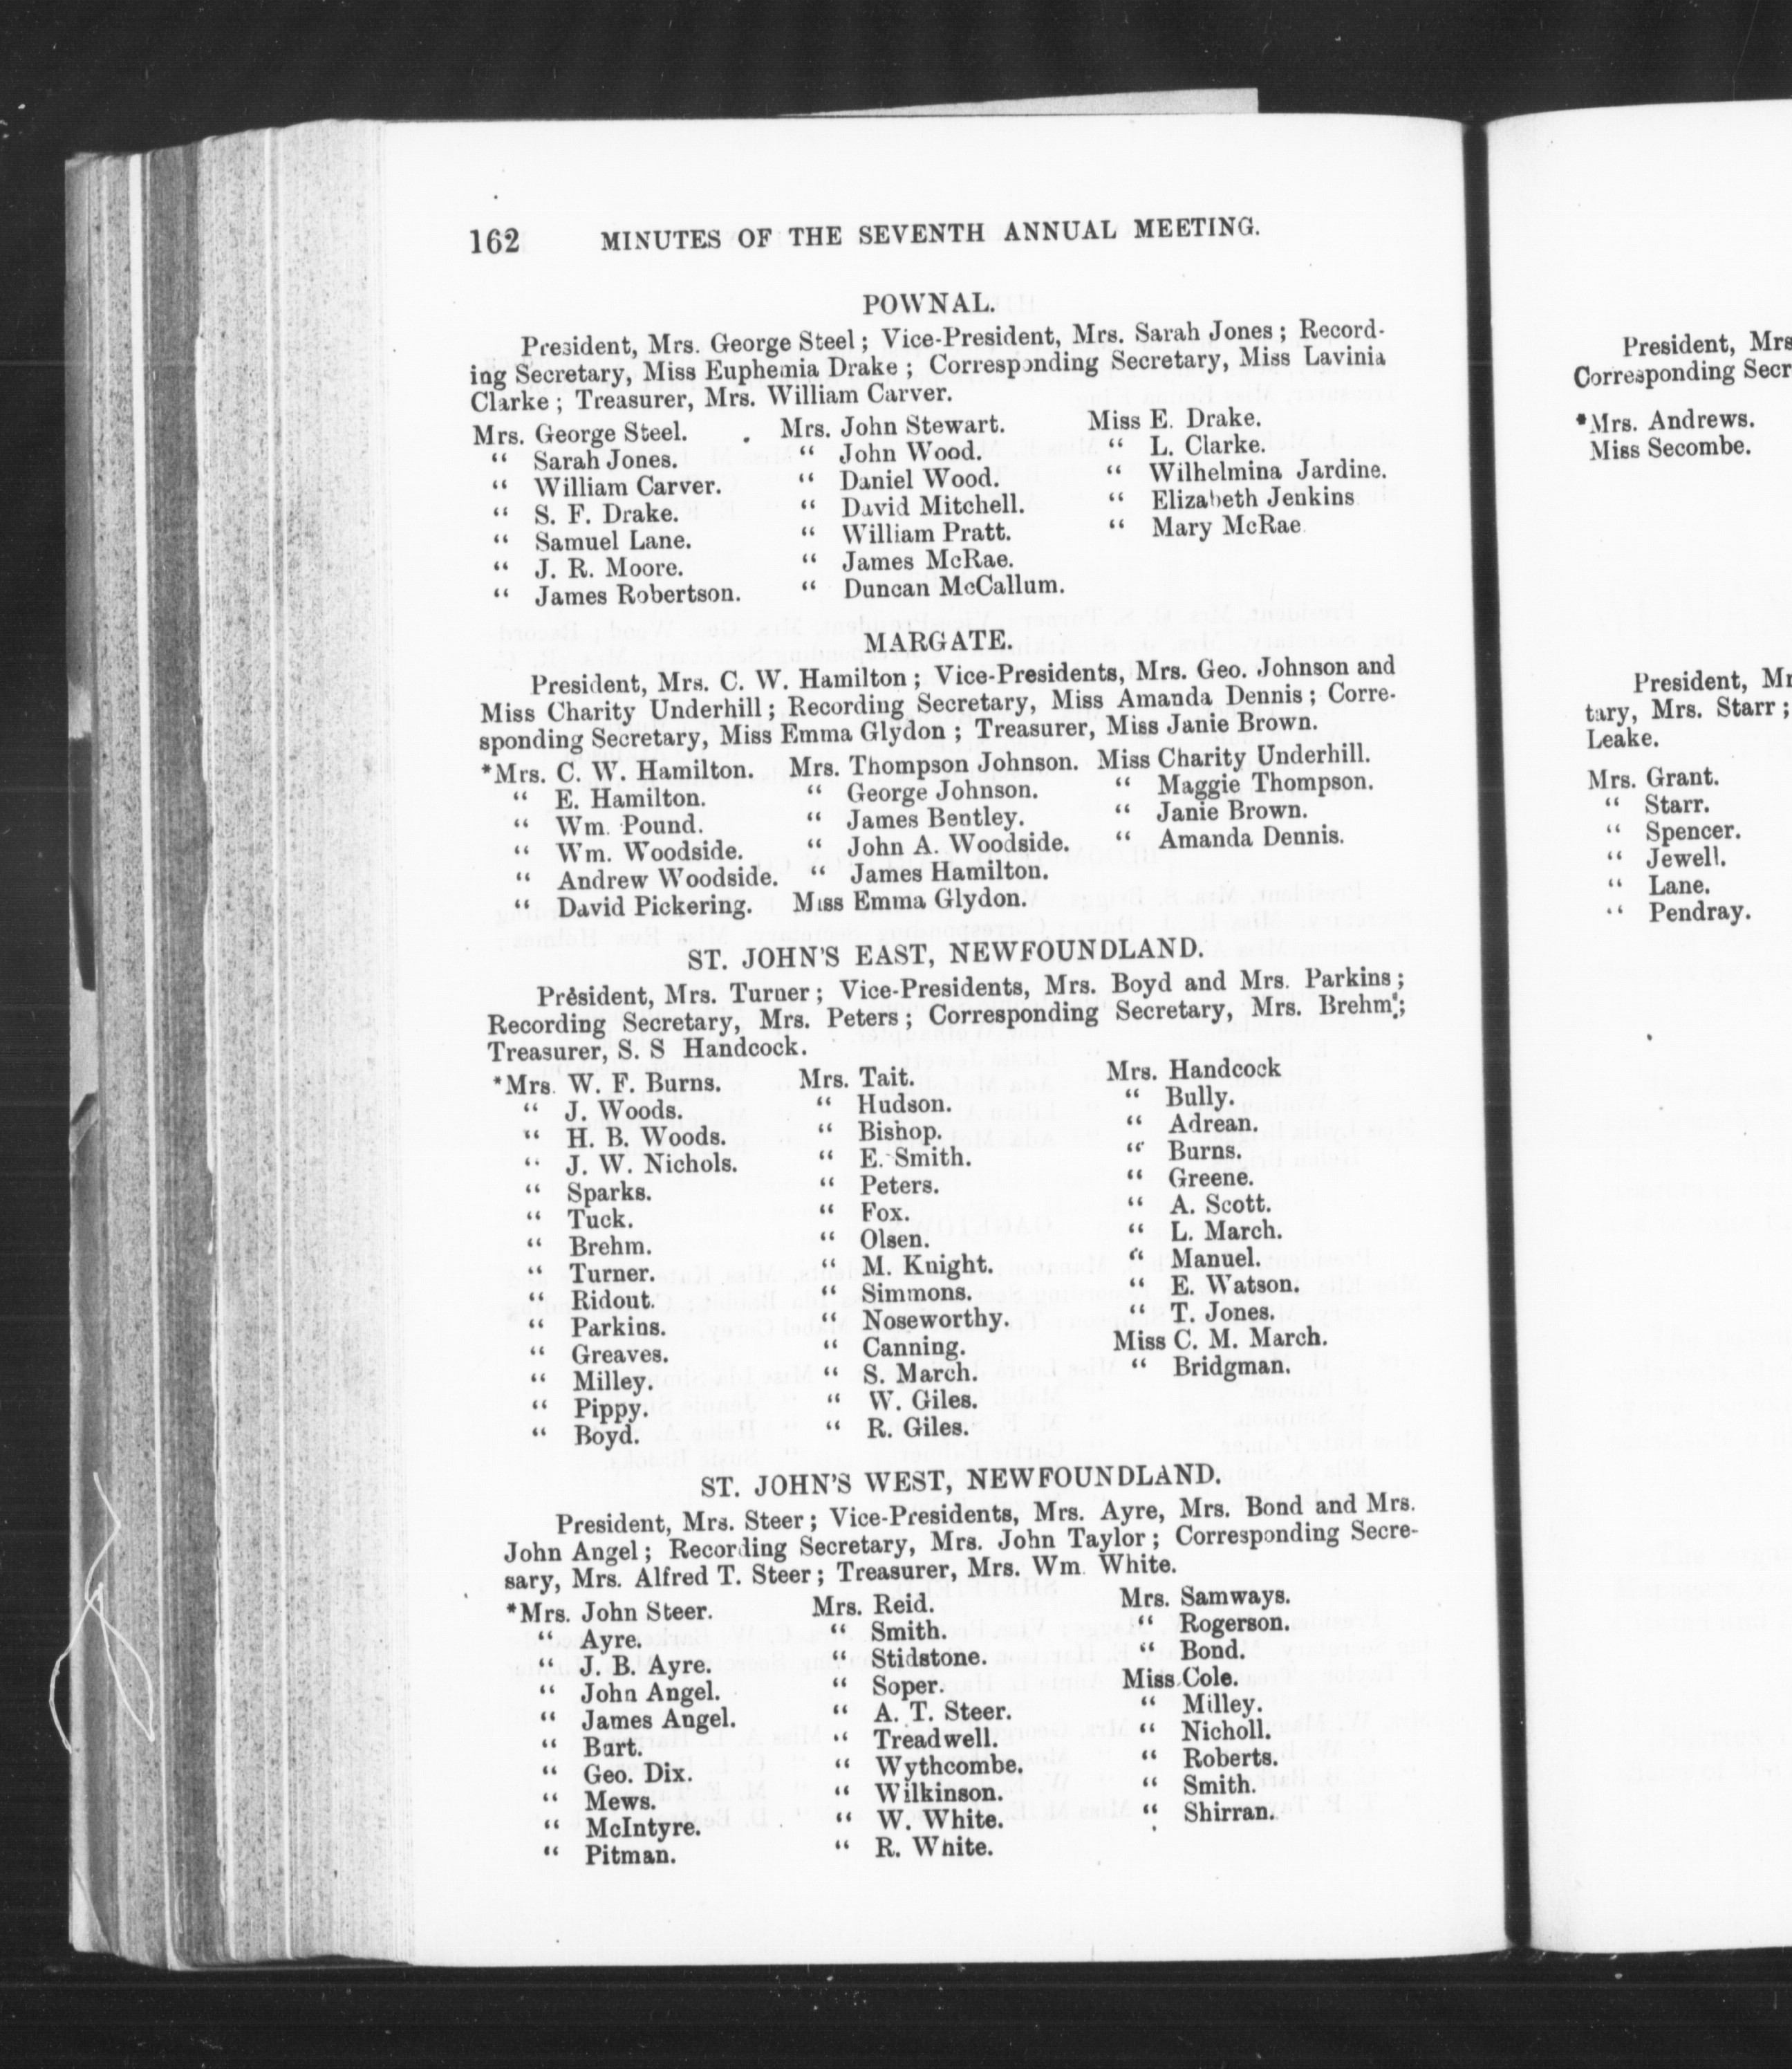 162 MINUTES OF THE SEVENTH ANNUAL MEETING.
POWNAL.
President, Mrs. George Steel; Vice-President, Mrs. Sarah Jones; Record-
ing Secretary, Miss Euphemia Drake; Corresponding Secretary, Miss Lavinia
Clarke; Treasurer, Mrs. William Carver.
Mrs. George Steel. Mrs. John Stewart. Miss E. Drake.
“ Sarah Jones. “ John Wood. “ L. Clarke.
“ William Carver. “ Daniel Wood. “ Wilhelmina Jardine.
“ S. F. Drake. “ David Mitchell. “ Elizabeth Jenkins
“ Samuel Lane. “ William Pratt. “ Mary McRae.
“ J. R. Moore. “ James McRae.
“ James Robertson. “ Duncan McCallum.
MARGATE.
President, Mrs. C. W. Hamilton; Vice-Presidents, Mrs. Geo. Johnson and
Miss Charity Underhill; Recording Secretary, Miss Amanda Dennis; Corre-
sponding Secretary, Miss Emma Glydon; Treasurer, Miss Janie Brown.
*Mrs. C. W. Hamilton. Mrs. Thompson Johnson. Miss Charity Underhill.
“ E. Hamilton. “ George Johnson. “ Maggie Thompson.
“ Wm. Pound. “ James Bentley. “ Janie Brown.
“ Wm. Woodside. “ John A. Woodside. “ Amanda Dennis.
“ Andrew Woodside. “ James Hamilton.
“ David Pickering. Miss Emma Glydon.
ST. JOHN'S EAST, NEWFOUNDLAND.
President, Mrs. Turner; Vice-Presidents, Mrs. Boyd and Mrs. Parkins;
Recording Secretary, Mrs. Peters; Corresponding Secretary, Mrs. Brehm;
Treasurer, S. S Handcock.
*Mrs. W. F. Burns. Mrs. Tait. Mrs. Handcock
“ J. Woods. “ Hudson. “ Bully.
“ H. B. Woods. “ Bishop. “ Adrean.
“ J. W. Nichols. “ E. Smith. “ Burns.
“ Sparks. “ Peters. “ Greene.
“ Tuck. “ Fox. “ A. Scott.
“ Brehm. “ Olsen. “ L. March.
“ Turner. “ M. Knight. “ Manuel.
“ Ridout. “ Simmons. “ E. Watson.
“ Parkins. “ Noseworthy. “ T. Jones.
“ Greaves. “ Canning. Miss C. M. March.
“ Milley. “ S. March. “ Bridgman.
“ Pippy. “ W. Giles.
“ Boyd. “ R. Giles.
ST. JOHN'S WEST, NEWFOUNDLAND.
President, Mrs. Steer; Vice-Presidents, Mrs. Ayre, Mrs. Bond and Mrs.
John Angel; Recording Secretary, Mrs. John Taylor; Corresponding Secre-
sary, Mrs. Alfred T. Steer; Treasurer, Mrs. Wm. White.
*Mrs. John Steer. Mrs. Reid. Mrs. Samways.
“ Ayre. “ Smith. “ Rogerson.
“ J. B. Ayre. “ Stidstone. “ Bond.
“ John Angel. “ Soper. Miss Cole.
“ James Angel. “ A. T. Steer. “ Milley.
“ Bart. “ Treadwell. “ Nicholl.
“ Geo. Dix. “ Wythcombe. “ Roberts.
“ Mews. “ Wilkinson. “ Smith.
“ McIntyre. “ W. White. “ Shirran.
“ Pitman. “ R. White.
President, Mrs
Corresponding Secr
*Mrs. Andrews.
Miss Secombe.
President, Mr
tary, Mrs. Starr;
Leake.
Mrs. Grant.
“ Starr.
“ Spencer.
“ Jewell.
“ Lane.
“ Pendray.